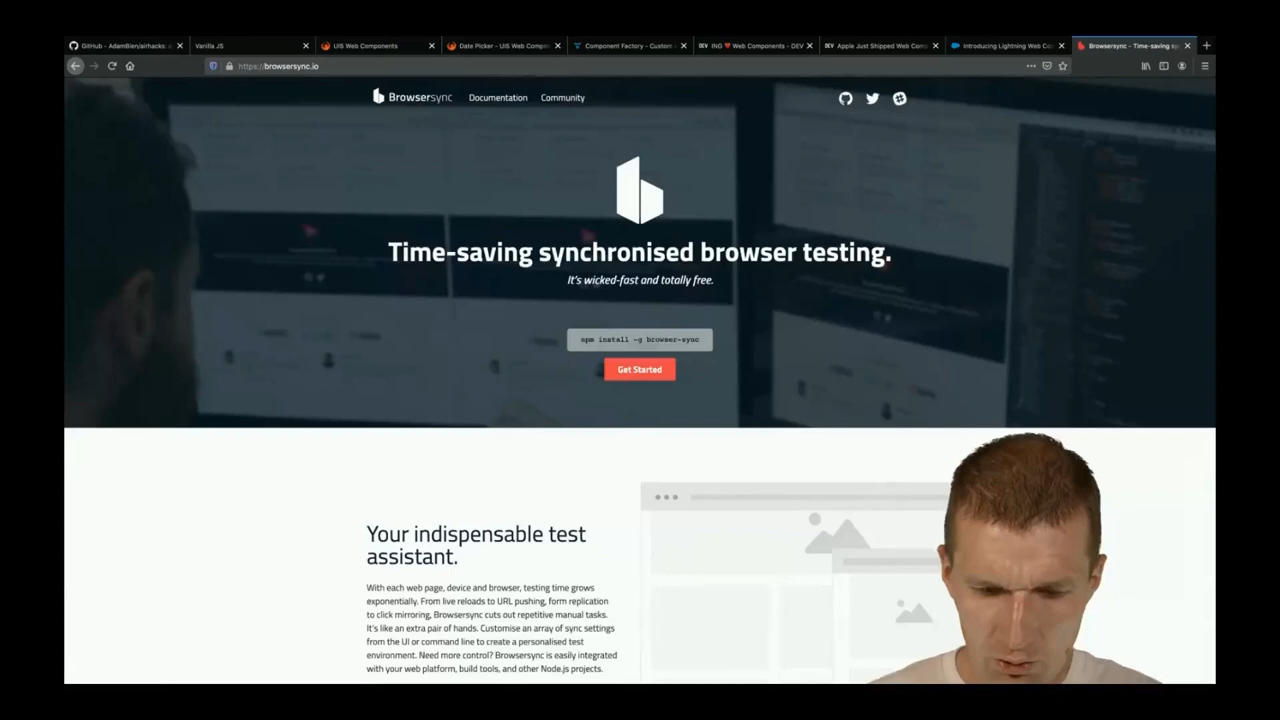 GitHub - AdamBien/airhacks: a
Vanilla JS
UI5 Web Components
Date Picker - UI5 Web Compon
Component Factory - Custom
DEV ING ❤ Web Components - DEV
DEV Apple Just Shipped Web Com
Introducing Lightning Web Co
Browsersync - Time-saving sy
https://browsersync.io
Browsersync
Documentation
Community
Time-saving synchronised browser testing.
It's wicked-fast and totally free.
npm install -g browser-sync
Get Started
Your indispensable test
assistant.
With each web page, device and browser, testing time grows
exponentially. From live reloads to URL pushing, form replication
to click mirroring, Browsersync cuts out repetitive manual tasks.
It's like an extra pair of hands. Customise an array of sync settings
from the UI or command line to create a personalised test
environment. Need more control? Browsersync is easily integrated
with your web platform, build tools, and other Node.js projects.